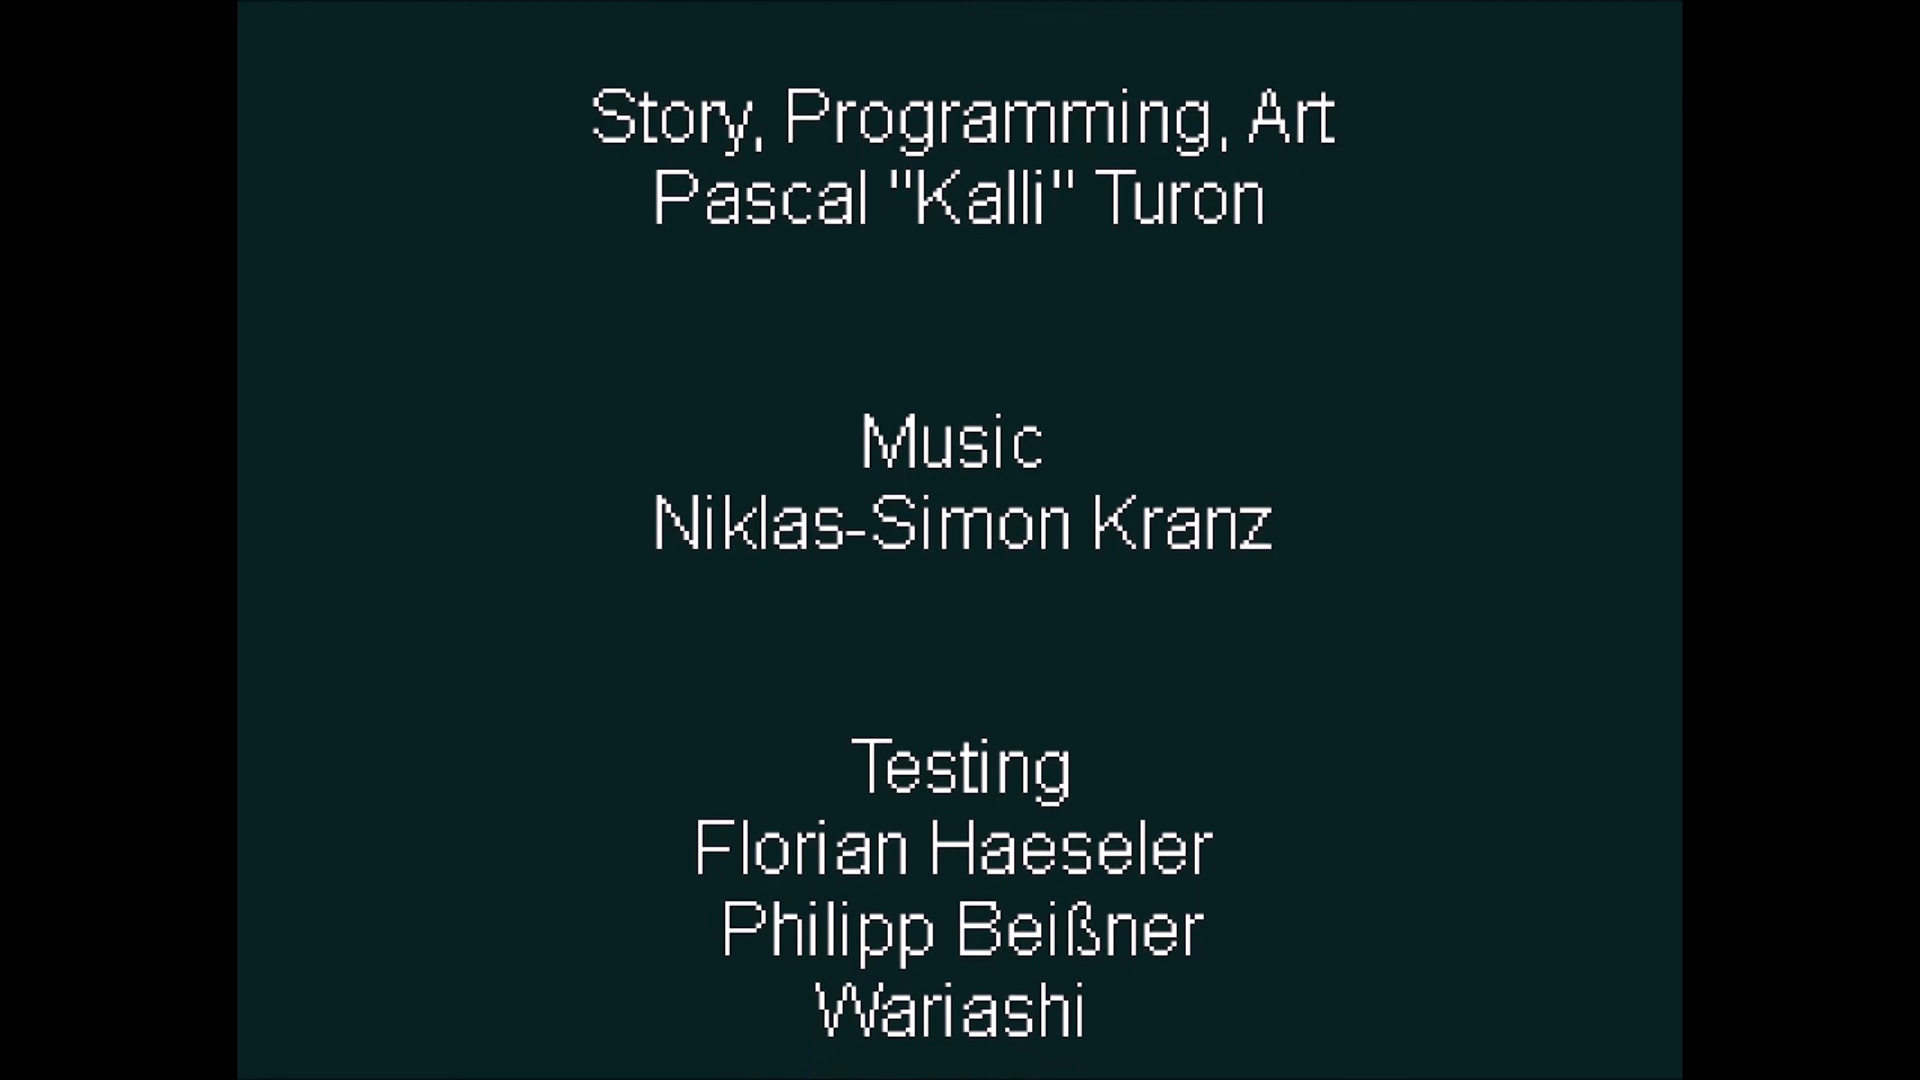 Story, Programming, Art
Pascal "Kalli" Turon
Music
Niklas-Simon Kranz
Testing
Florian Haeseler
Philipp Beißner
Wariashi